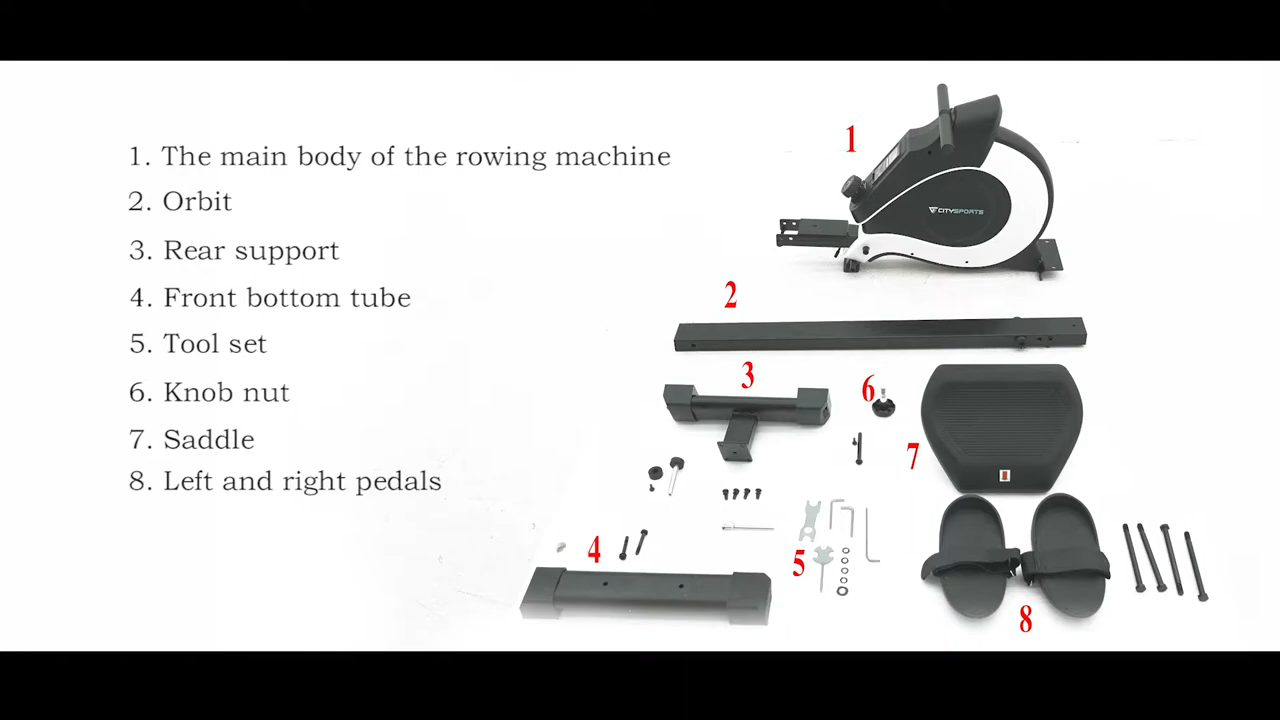 1. The main body of the rowing machine
2. Orbit
3. Rear support
4. Front bottom tube
5. Tool set
6. Knob nut
7. Saddle
8. Left and right pedals
1
CITYSPORTS
2
3
6
7
4
5
8